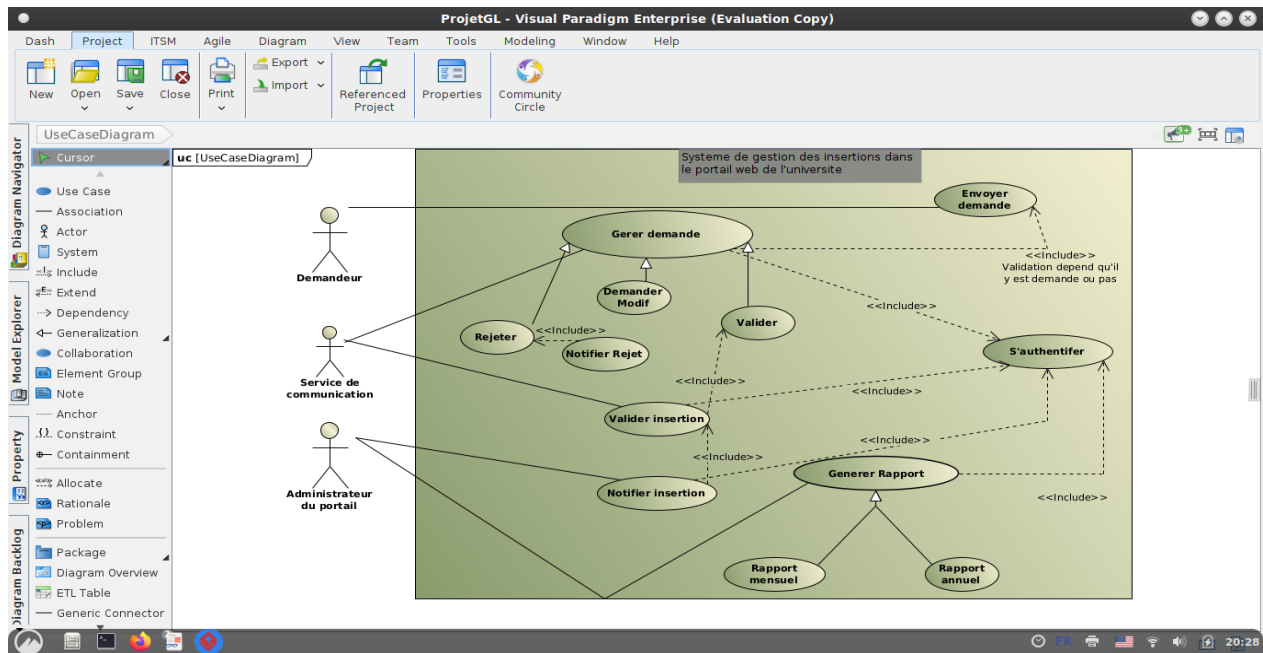 ProjetGL - Visual Paradigm Enterprise (Evaluation Copy)
Dash Project ITSM Agile Diagram View Team Tools Modeling Window Help
New Open Save Close Print
Export
Import
Referenced
Project
Properties
Community
Circle
UseCaseDiagram
9+
Diagram Navigator
Model Explorer
Property
Diagram Backlog
Cursor
Use Case
Association
Actor
System
Include
Extend
Dependency
Generalization
Collaboration
Element Group
Note
Anchor
Constraint
Containment
Allocate
Rationale
Problem
Package
Diagram Overview
ETL Table
Generic Connector
uc [UseCaseDiagram]
Systeme de gestion des insertions dans
le portail web de l'universite
Envoyer
demande
Gerer demande
Demandeur
<<Include>>
Validation depend qu'il
y est demande ou pas
Demander
Modif
<<Include>>
Valider
Rejeter
<<Include>>
Notifier Rejet
S'authentifer
Service de
communication
<<Include>>
<<Include>>
Valider insertion
<<Include>>
<<Include>>
Generer Rapport
Administrateur
du portail
Notifier insertion
<<Include>>
Rapport
mensuel
Rapport
annuel
FR
20:28